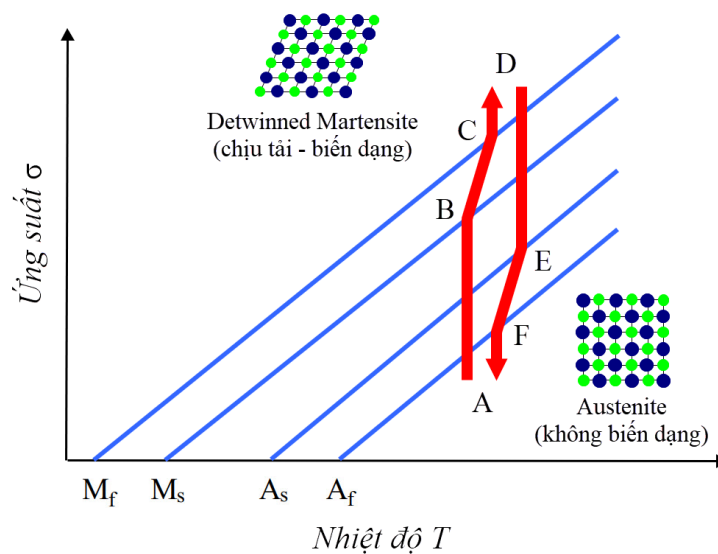 Detwinned Martensite
(chịu tải - biến dạng)
D
C
B
E
F
A
Austenite
(không biến dạng)
Ứng suất σ
Mf Ms As Af
Nhiệt độ T